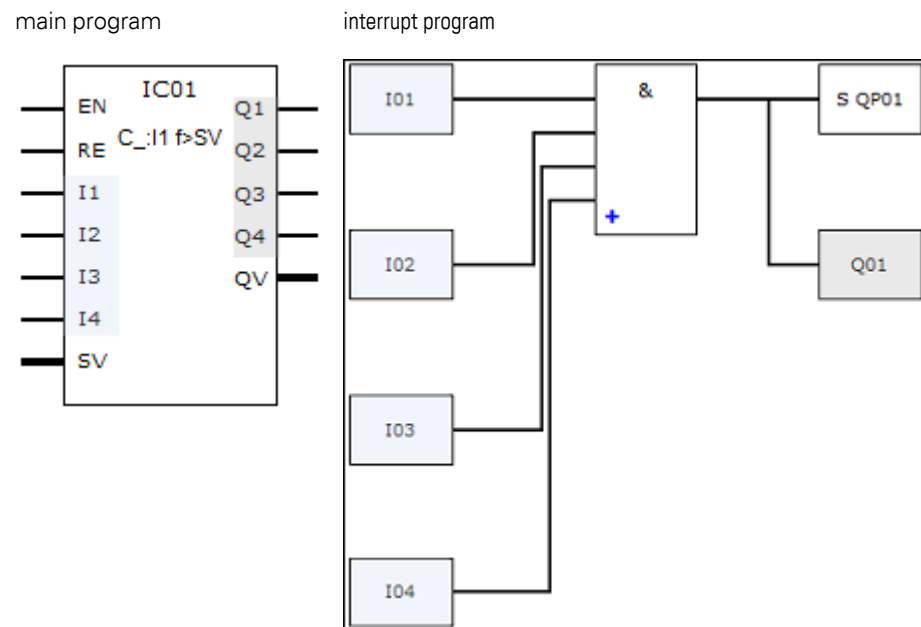 main program
interrupt program
IC01
C_:I1 f>SV
EN
RE
I1
I2
I3
I4
SV
Q1
Q2
Q3
Q4
QV
I01
I02
I03
I04
&
+
S QP01
Q01